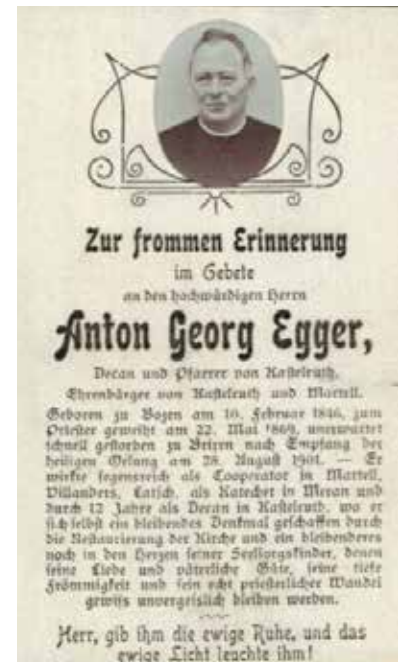 Zur frommen Erinnerung
im Gebete
an den hochwürdigen Herrn
Anton Georg Egger,
Decan und Pfarrer von Kastelruth,
Ehrenbürger von Kastelruth und Martell.
Geboren zu Bozen am 16. Februar 1846, zum
Priester geweiht am 22. Mai 1869, unerwartet
schnell gestorben zu Brixen nach Empfang der
heiligen Oelung am 28. August 1901. — Er
wirkte segensreich als Cooperator in Martell,
Villanders, Latsch, als Katechet in Meran und
durch 12 Jahre als Decan in Kastelruth, wo er
sich selbst ein bleibendes Denkmal geschaffen durch
die Restaurierung der Kirche und ein bleibenderes
noch in den Herzen seiner Seelsorgskinder, denen
seine Liebe und väterliche Güte, seine tiefe
Frömmigkeit und sein echt priesterlicher Wandel
gewiss unvergesslich bleiben werden.
Herr, gib ihm die ewige Ruhe, und das
ewige Licht leuchte ihm!